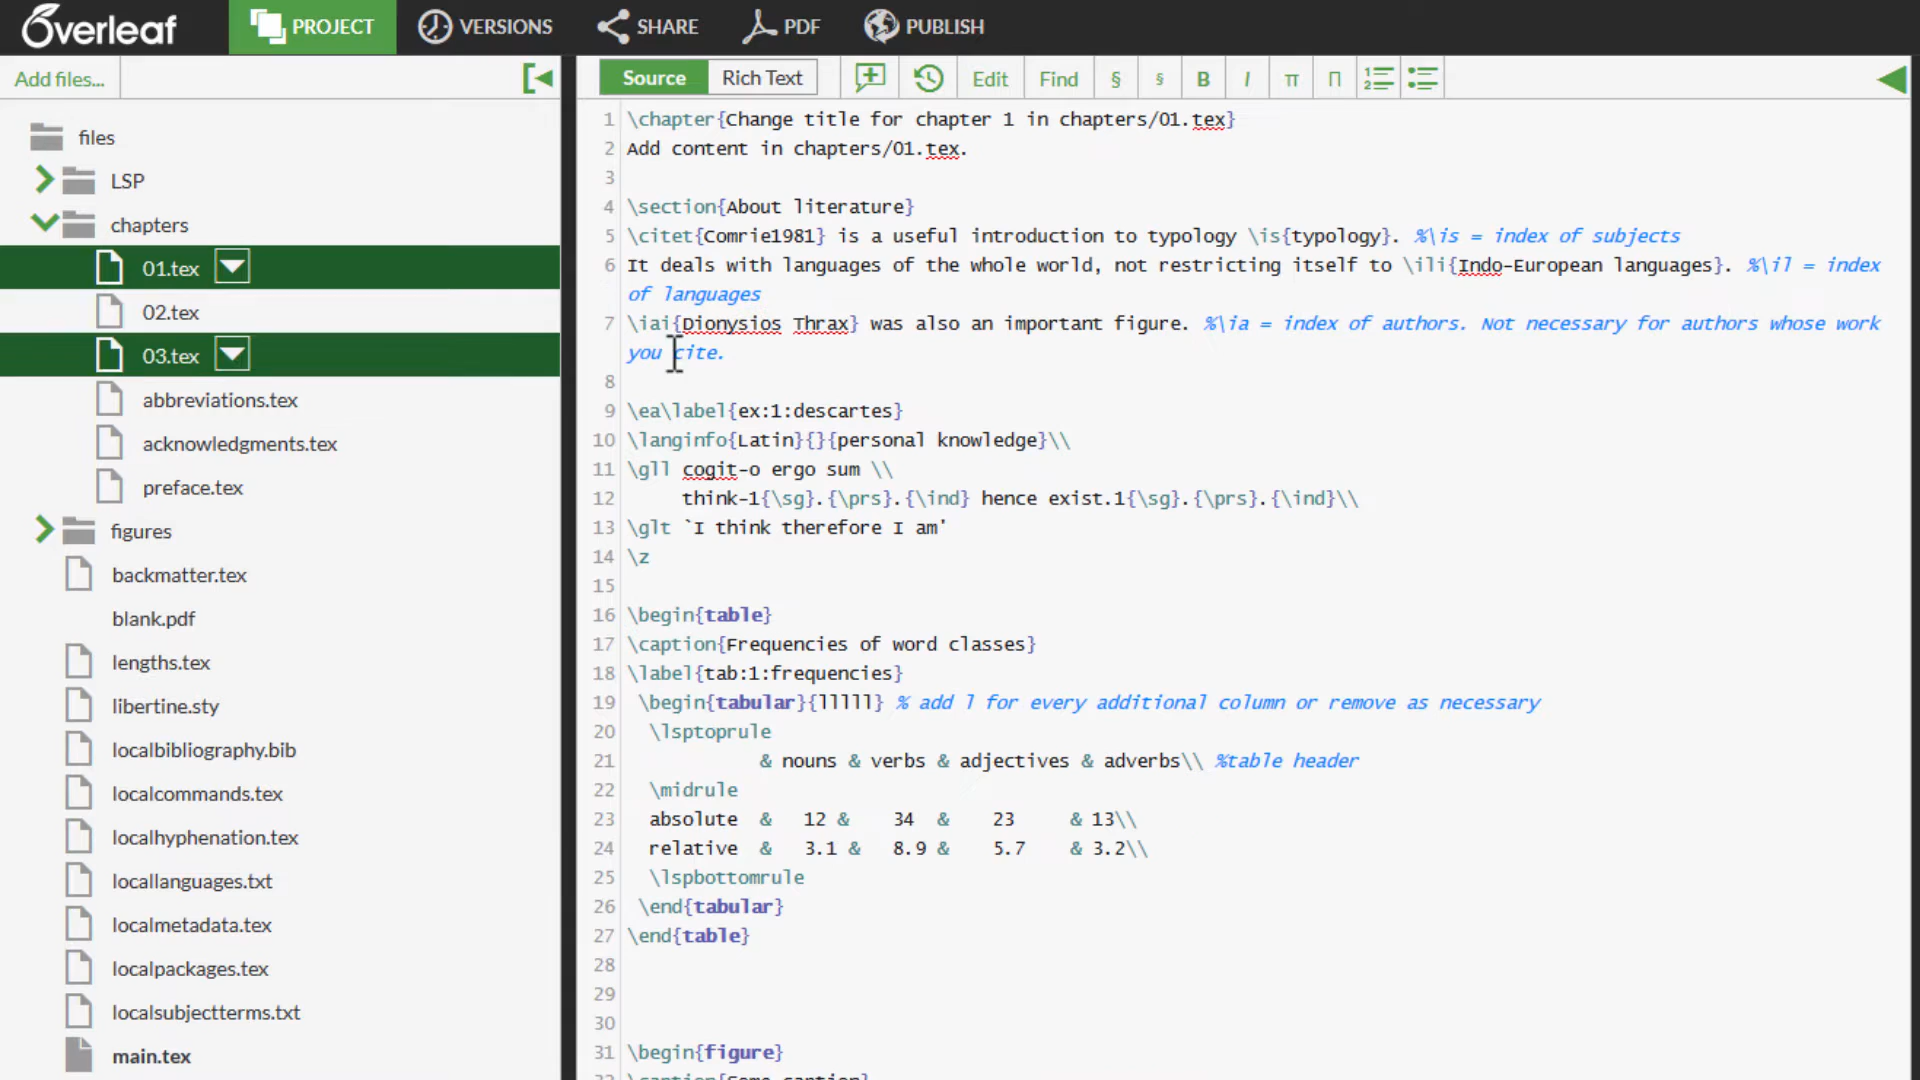 Overleaf PROJECT VERSIONS SHARE PDF PUBLISH
Add files...
Source Rich Text Edit Find § § B I π Π
files
LSP
chapters
01.tex
02.tex
03.tex
abbreviations.tex
acknowledgments.tex
preface.tex
figures
backmatter.tex
blank.pdf
lengths.tex
libertine.sty
localbibliography.bib
localcommands.tex
localhyphenation.tex
locallanguages.txt
localmetadata.tex
localpackages.tex
localsubjectterms.txt
main.tex
1 \chapter{Change title for chapter 1 in chapters/01.tex}
2 Add content in chapters/01.tex.
3
4 \section{About literature}
5 \citet{Comrie1981} is a useful introduction to typology \is{typology}. %\is = index of subjects
6 It deals with languages of the whole world, not restricting itself to \ili{Indo-European languages}. %\il = index
of languages
7 \iai{Dionysios Thrax} was also an important figure. %\ia = index of authors. Not necessary for authors whose work
you cite.
8
9 \ea\label{ex:1:descartes}
10 \langinfo{Latin}{}{personal knowledge}\\
11 \gll cogit-o ergo sum \\
12 think-1{\sg}.{\prs}.{\ind} hence exist.1{\sg}.{\prs}.{\ind}\\
13 \glt `I think therefore I am'
14 \z
15
16 \begin{table}
17 \caption{Frequencies of word classes}
18 \label{tab:1:frequencies}
19 \begin{tabular}{lllll} % add l for every additional column or remove as necessary
20 \lsptoprule
21 & nouns & verbs & adjectives & adverbs\\ %table header
22 \midrule
23 absolute & 12 & 34 & 23 & 13\\
24 relative & 3.1 & 8.9 & 5.7 & 3.2\\
25 \lspbottomrule
26 \end{tabular}
27 \end{table}
28
29
30
31 \begin{figure}
32 \caption{Some caption}